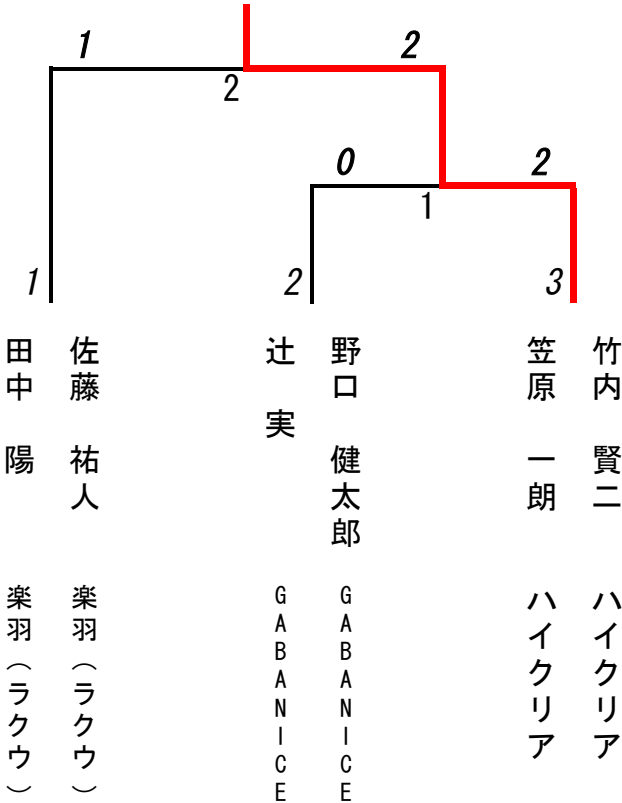 1
2
2
0
2
1
1
2
3
佐藤 祐人
田中 陽
野口 健太郎
辻 実
竹内 賢二
笠原 一朗
楽羽（ラクウ）
楽羽（ラクウ）
GABANICE
GABANICE
ハイクリア
ハイクリア